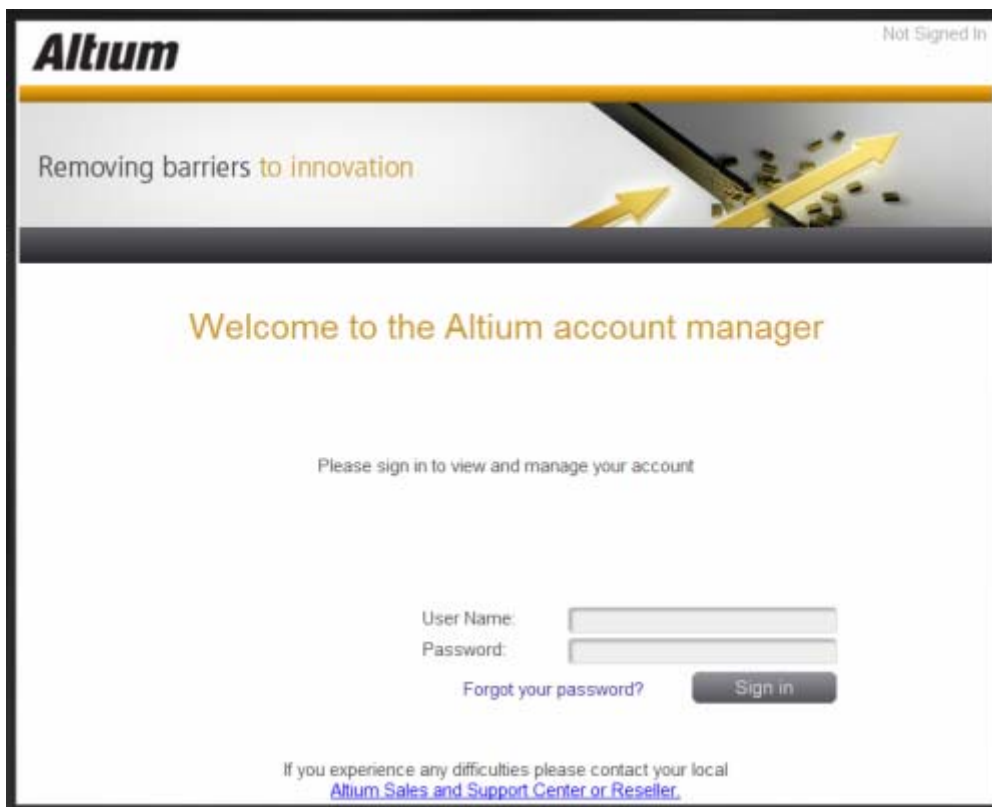 Altium
Not Signed In
Removing barriers to innovation
Welcome to the Altium account manager
Please sign in to view and manage your account
User Name:
Password:
Forgot your password?
Sign in
If you experience any difficulties please contact your local
Altium Sales and Support Center or Reseller.